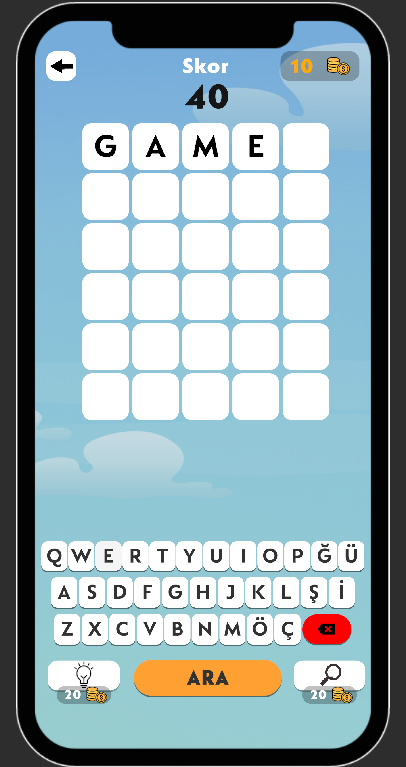 Skor
10
40
G A M E
Q W E R T Y U I O P Ğ Ü
A S D F G H J K L Ş İ
Z X C V B N M Ö Ç
ARA
20
20